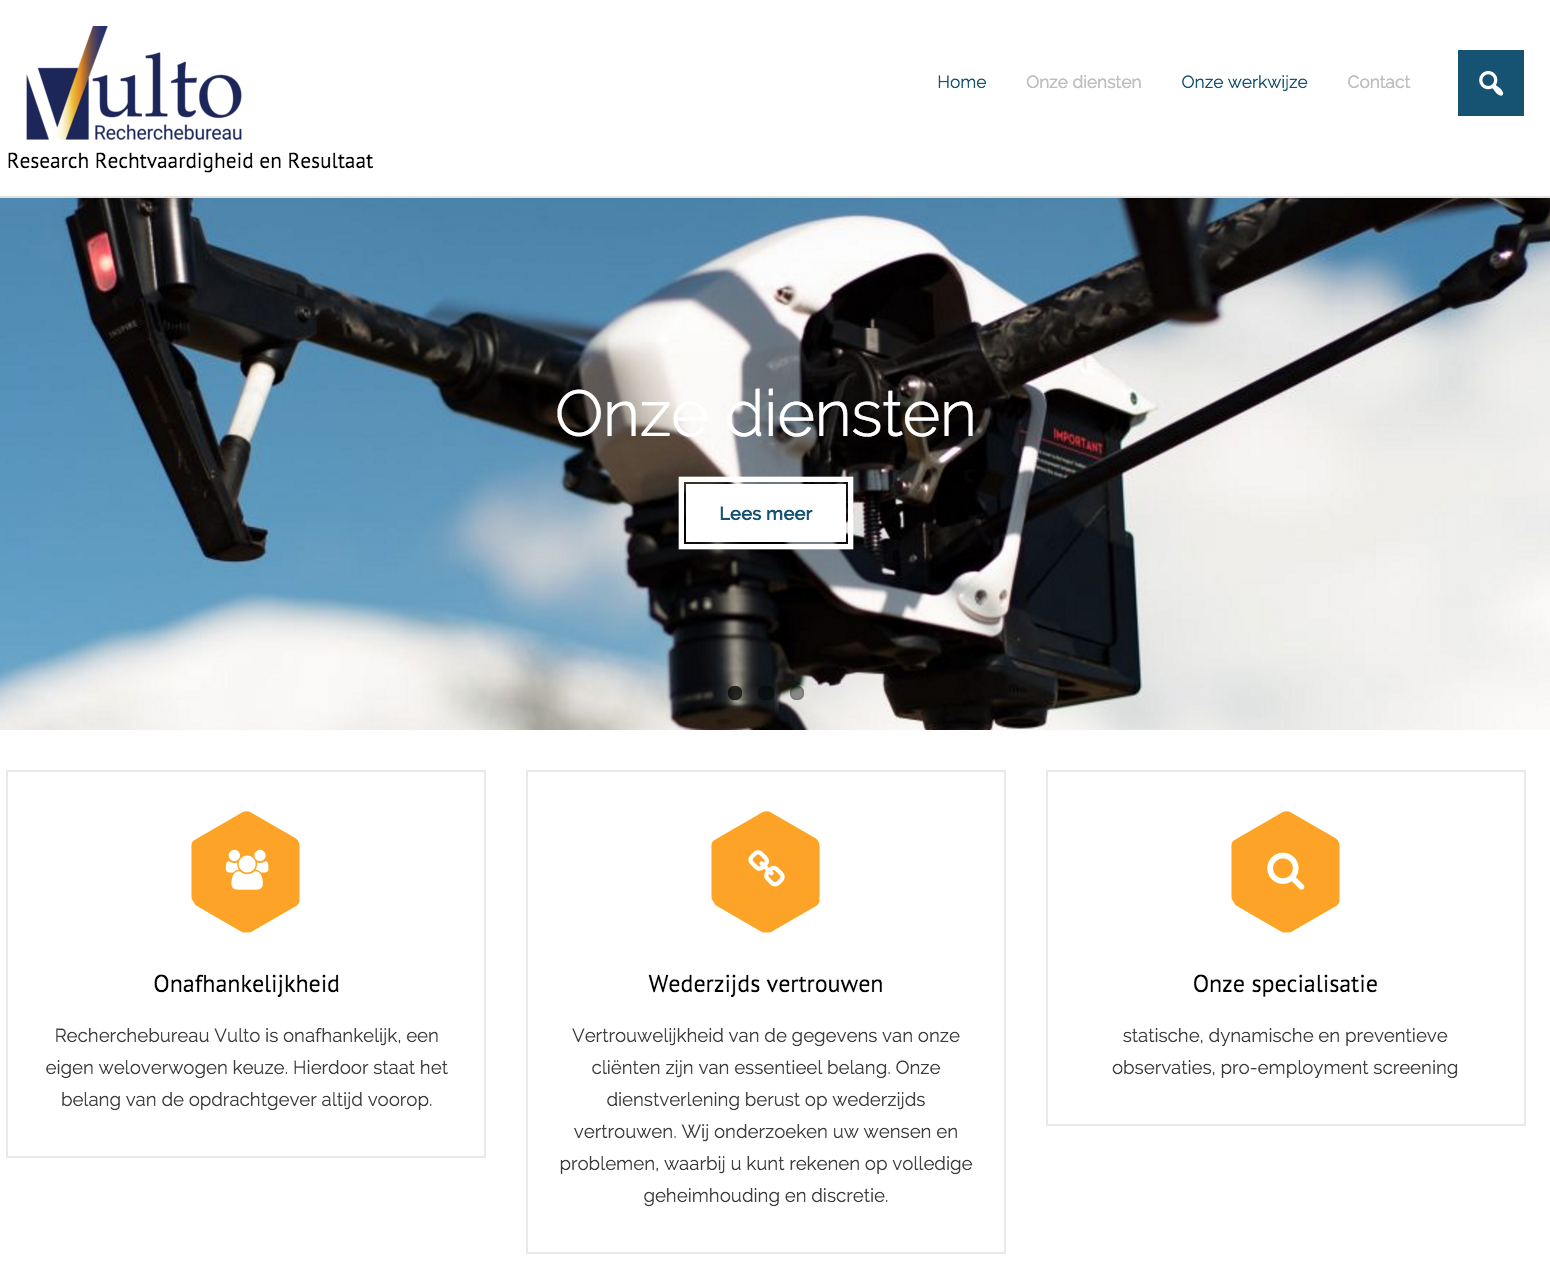 Vulto
Recherchebureau
Research Rechtvaardigheid en Resultaat
Home
Onze diensten
Onze werkwijze
Contact
INSPIRE
IMPORTANT
Onze diensten
Lees meer
Onafhankelijkheid
Recherchebureau Vulto is onafhankelijk, een
eigen weloverwogen keuze. Hierdoor staat het
belang van de opdrachtgever altijd voorop.
Wederzijds vertrouwen
Vertrouwelijkheid van de gegevens van onze
cliënten zijn van essentieel belang. Onze
dienstverlening berust op wederzijds
vertrouwen. Wij onderzoeken uw wensen en
problemen, waarbij u kunt rekenen op volledige
geheimhouding en discretie.
Onze specialisatie
statische, dynamische en preventieve
observaties, pro-employment screening